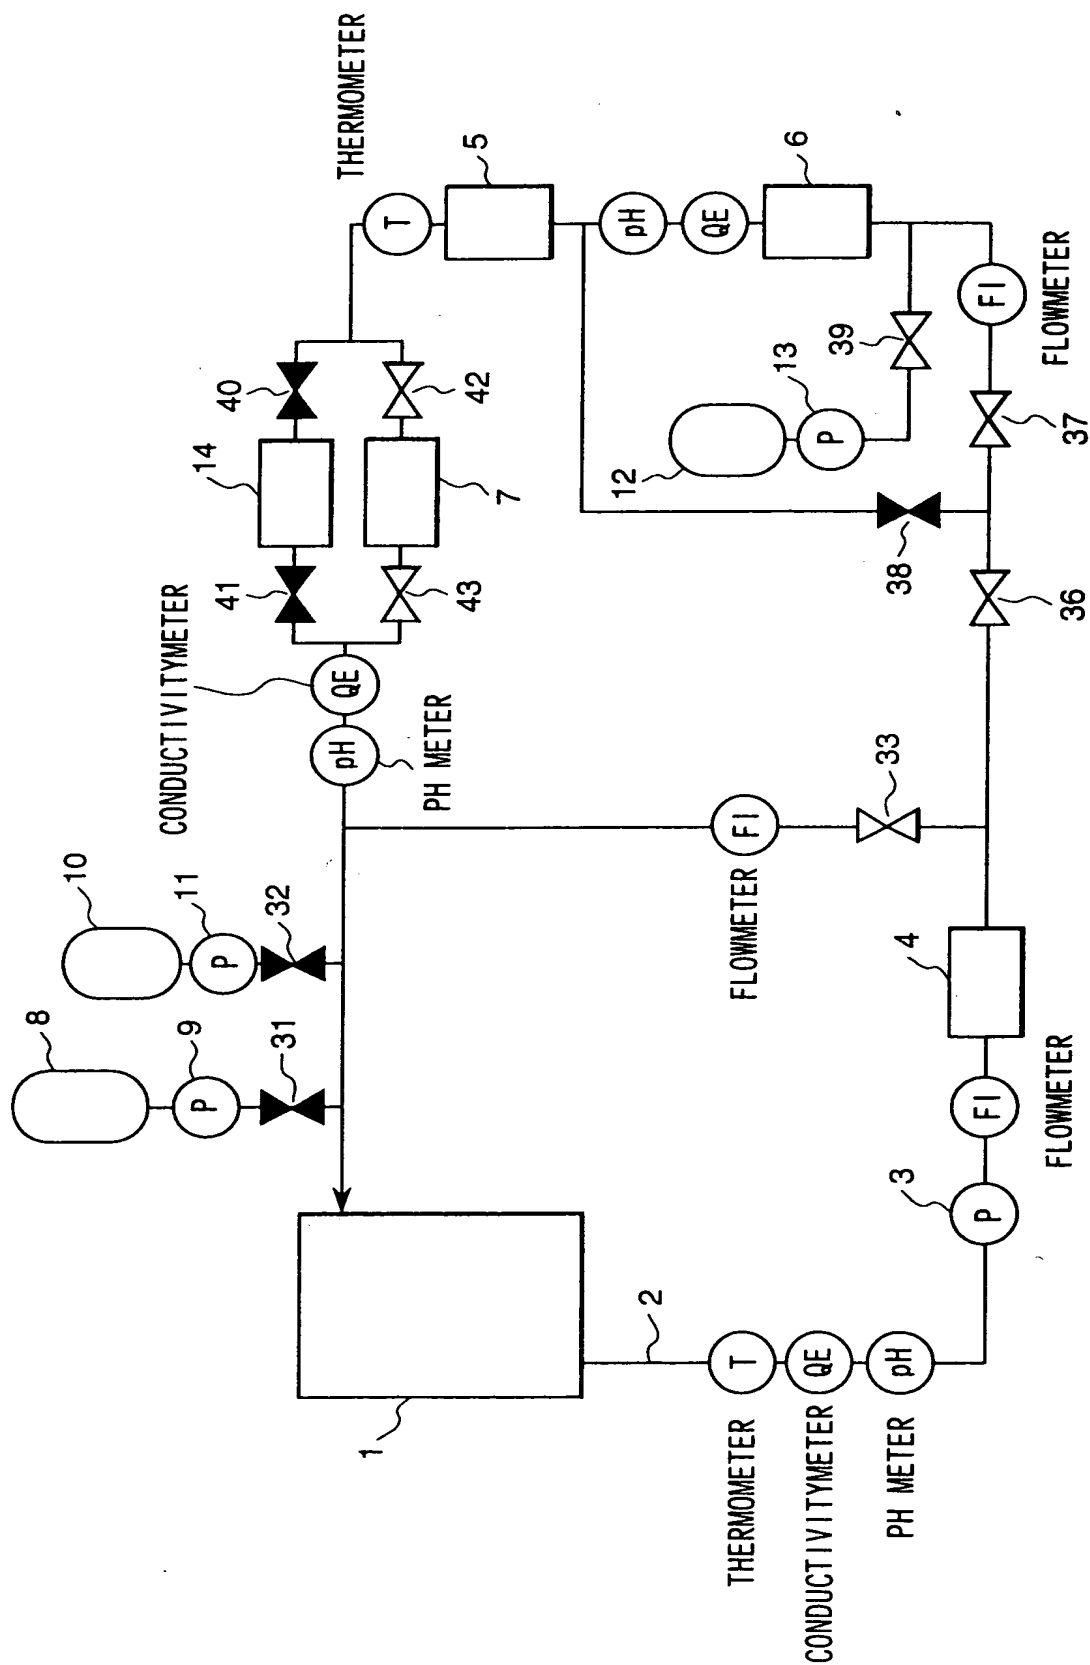 8
10
CONDUCTIVITYMETER
9
11
P
P
14
41
40
31
32
pH
QE
THERMOMETER
1
T
PH METER
43
42
7
5
12
pH
2
QE
THERMOMETER
T
FLOWMETER
FI
13
6
CONDUCTIVITYMETER
QE
P
39
33
38
PH METER
pH
3
4
P
FI
FI
FLOWMETER
36
37
FLOWMETER